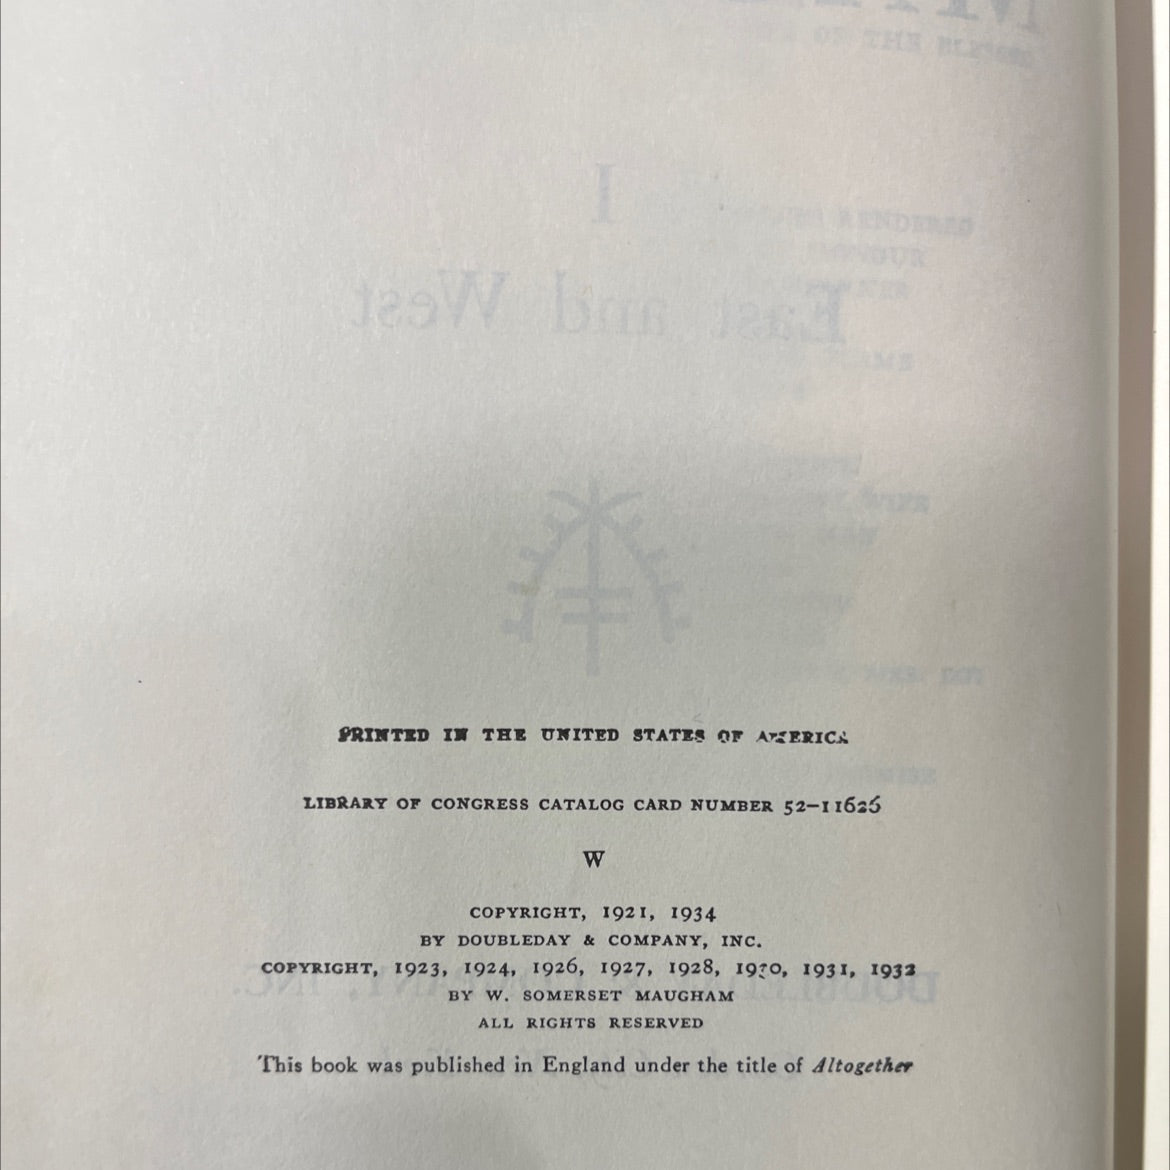 PRINTED IN THE UNITED STATES OF AMERICA
LIBRARY OF CONGRESS CATALOG CARD NUMBER 52–11626
W
COPYRIGHT, 1921, 1934
BY DOUBLEDAY & COMPANY, INC.
COPYRIGHT, 1923, 1924, 1926, 1927, 1928, 1930, 1931, 1932
BY W. SOMERSET MAUGHAM
ALL RIGHTS RESERVED
This book was published in England under the title of Altogether